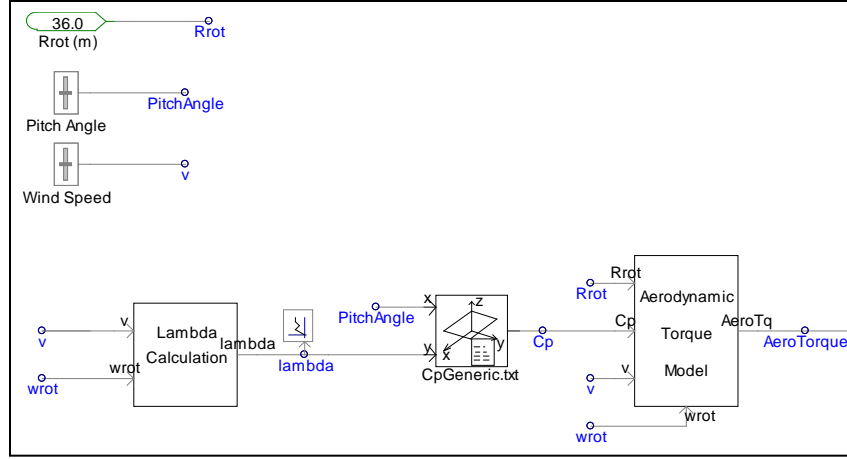 36.0
Rrot (m)
Rrot
PitchAngle
Pitch Angle
v
Wind Speed
v
v
wrot
wrot
Lambda
Calculation
lambda
lambda
PitchAngle
x
y
z
y
x
CpGeneric.txt
Cp
Rrot
Rrot
Cp
v
v
wrot
wrot
Aerodynamic
Torque
Model
AeroTq
AeroTorque